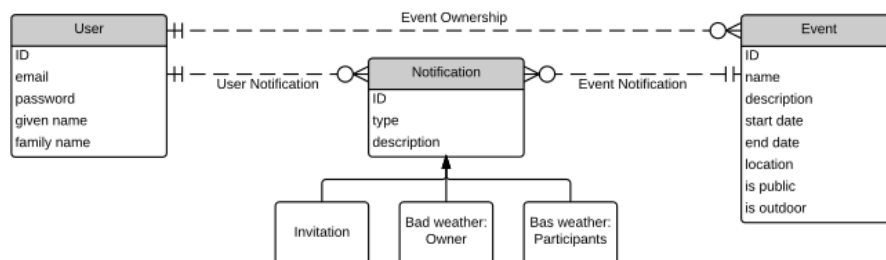 Event Ownership
User
ID
email
password
given name
family name
User Notification
Notification
ID
type
description
Event Notification
Event
ID
name
description
start date
end date
location
is public
is outdoor
Invitation
Bad weather:
Owner
Bas weather:
Participants